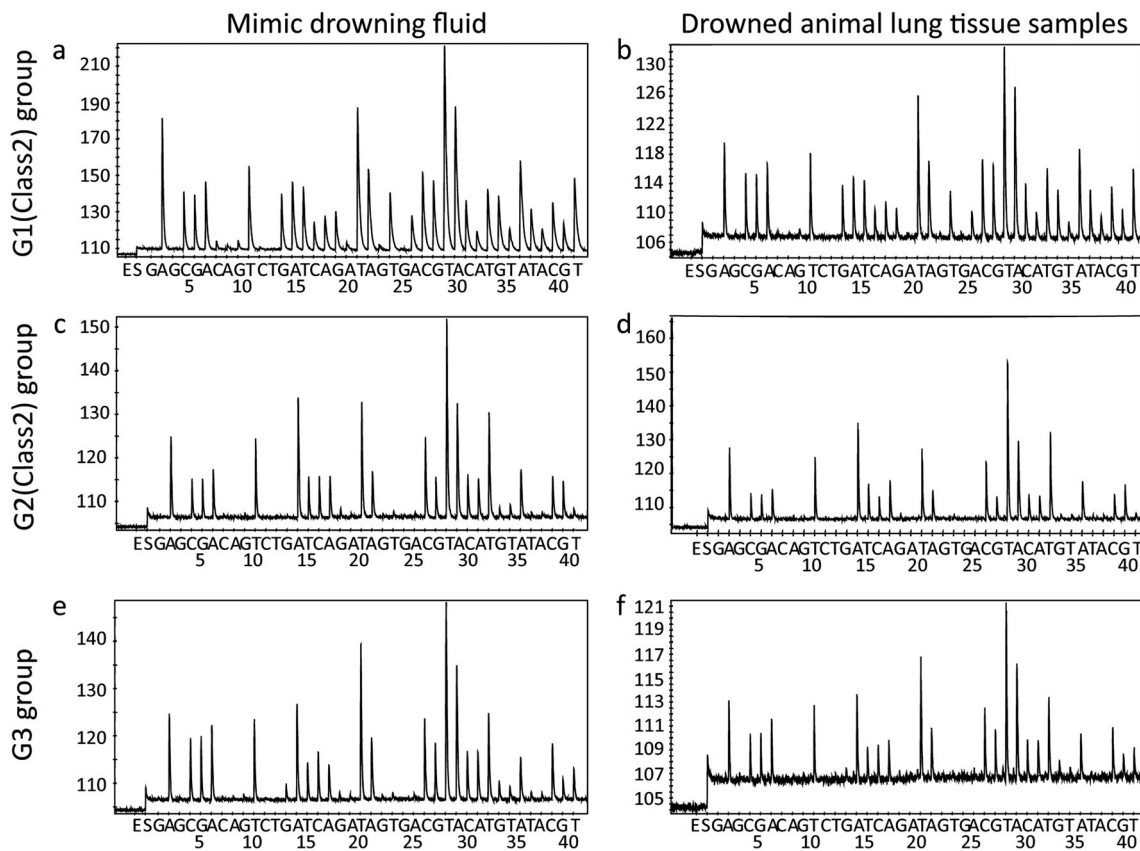 Mimic drowning fluid
Drowned animal lung tissue samples
G1(Class2) group
a
210
190
170
150
130
110
ES GAGCGACAGTCTGATCAGATAGTGACGTACATGTATACGT
5 10 15 20 25 30 35 40
b
130
126
122
118
114
110
106
ESGAGCGACAGTCTGATCAGATAGTGACGTACATGTATACGT
5 10 15 20 25 30 35 40
G2(Class2) group
c
150
140
130
120
110
ESGAGCGACAGTCTGATCAGATAGTGACGTACATGTATACGT
5 10 15 20 25 30 35 40
d
160
150
140
130
120
110
ESGAGCGACAGTCTGATCAGATAGTGACGTACATGTATACGT
5 10 15 20 25 30 35 40
G3 group
e
140
130
120
110
ESGAGCGACAGTCTGATCAGATAGTGACGTACATGTATACGT
5 10 15 20 25 30 35 40
f
121
119
117
115
113
111
109
107
105
ESGAGCGACAGTCTGATCAGATAGTGACGTACATGTATACGT
5 10 15 20 25 30 35 40